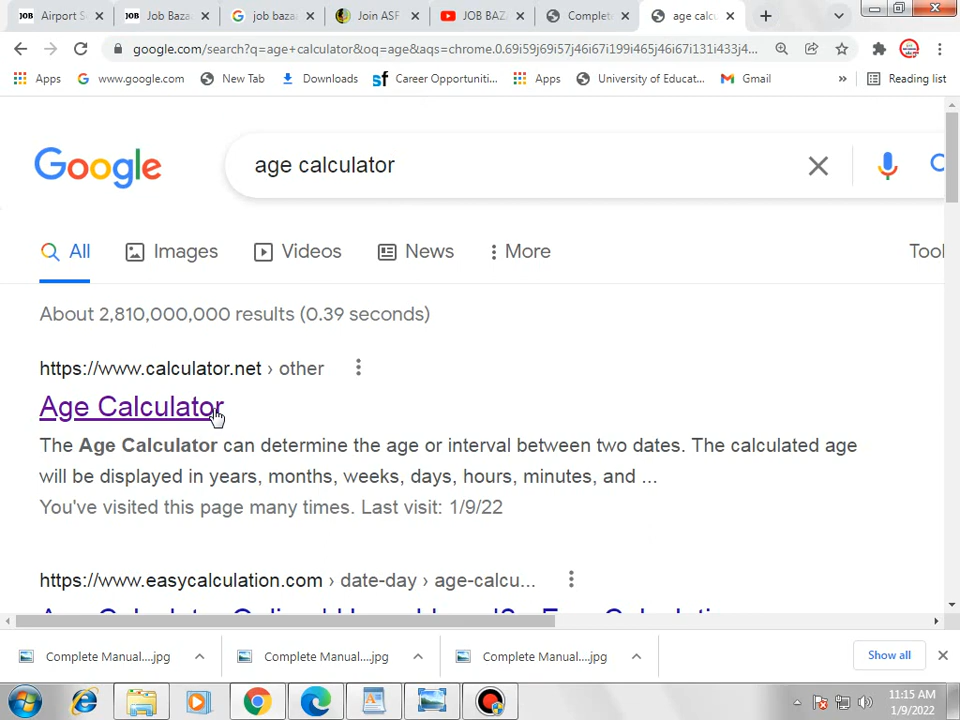 Airport S
Job Baza
job baza
Join ASF
JOB BAZ
Complete
age calcu
google.com/search?q=age+calculator&oq=age&aqs=chrome.0.69i59j69i57j46i67i199i465j46i67i131i433j4...
Apps
www.google.com
New Tab
Downloads
Career Opportuniti...
Apps
University of Educat...
Gmail
»
Reading list
Google
age calculator
All
Images
Videos
News
More
Tool
About 2,810,000,000 results (0.39 seconds)
https://www.calculator.net › other
Age Calculator
The Age Calculator can determine the age or interval between two dates. The calculated age
will be displayed in years, months, weeks, days, hours, minutes, and ...
You've visited this page many times. Last visit: 1/9/22
https://www.easycalculation.com › date-day › age-calcu...
Complete Manual....jpg
Complete Manual....jpg
Complete Manual....jpg
Show all
11:15 AM
1/9/2022